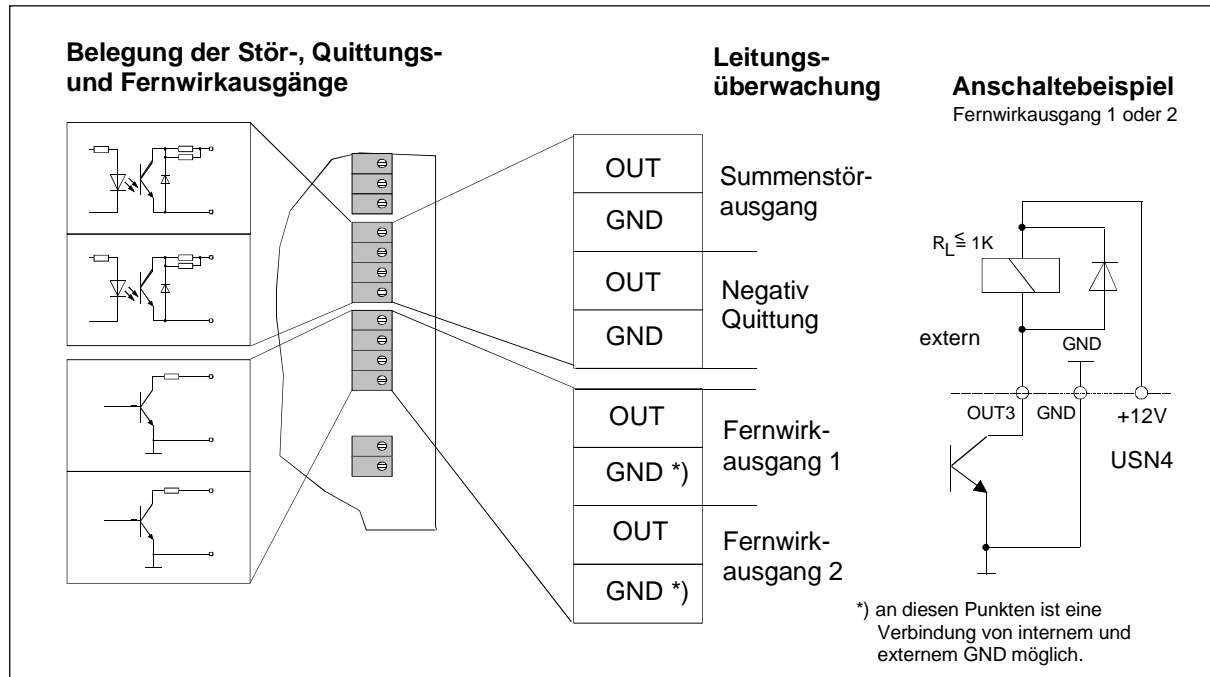 Belegung der Stör-, Quittungs-
und Fernwirkausgänge
Leitungs-
überwachung
OUT
GND
Summenstör-
ausgang
OUT
GND
Negativ
Quittung
OUT
GND *)
Fernwirk-
ausgang 1
OUT
GND *)
Fernwirk-
ausgang 2
Anschaltebeispiel
Fernwirkausgang 1 oder 2
RL ≦ 1K
extern
GND
OUT3
GND
+12V
USN4
*) an diesen Punkten ist eine
Verbindung von internem und
externem GND möglich.